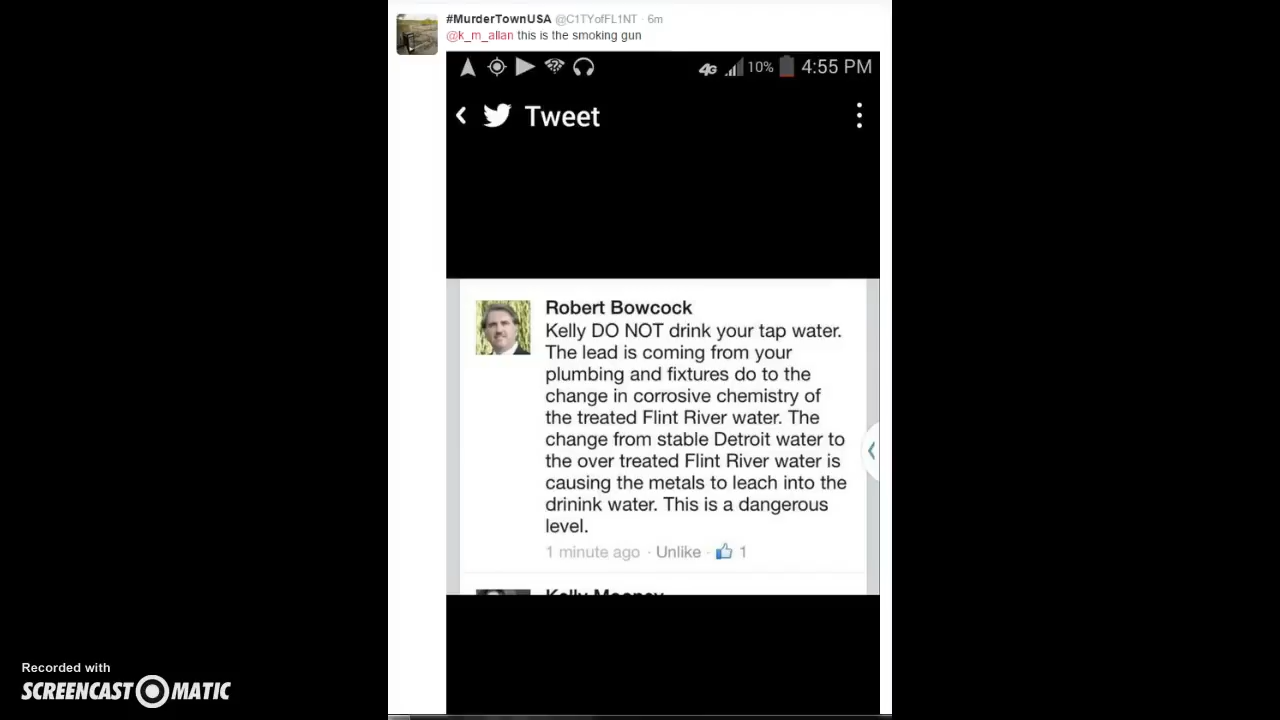 #MurderTownUSA @C1TYofFL1NT · 6m
@k_m_allan this is the smoking gun
4G 10% 4:55 PM
Tweet
Robert Bowcock
Kelly DO NOT drink your tap water.
The lead is coming from your
plumbing and fixtures do to the
change in corrosive chemistry of
the treated Flint River water. The
change from stable Detroit water to
the over treated Flint River water is
causing the metals to leach into the
drinink water. This is a dangerous
level.
1 minute ago · Unlike · 1
Kelly Mooney
Recorded with
SCREENCAST MATIC